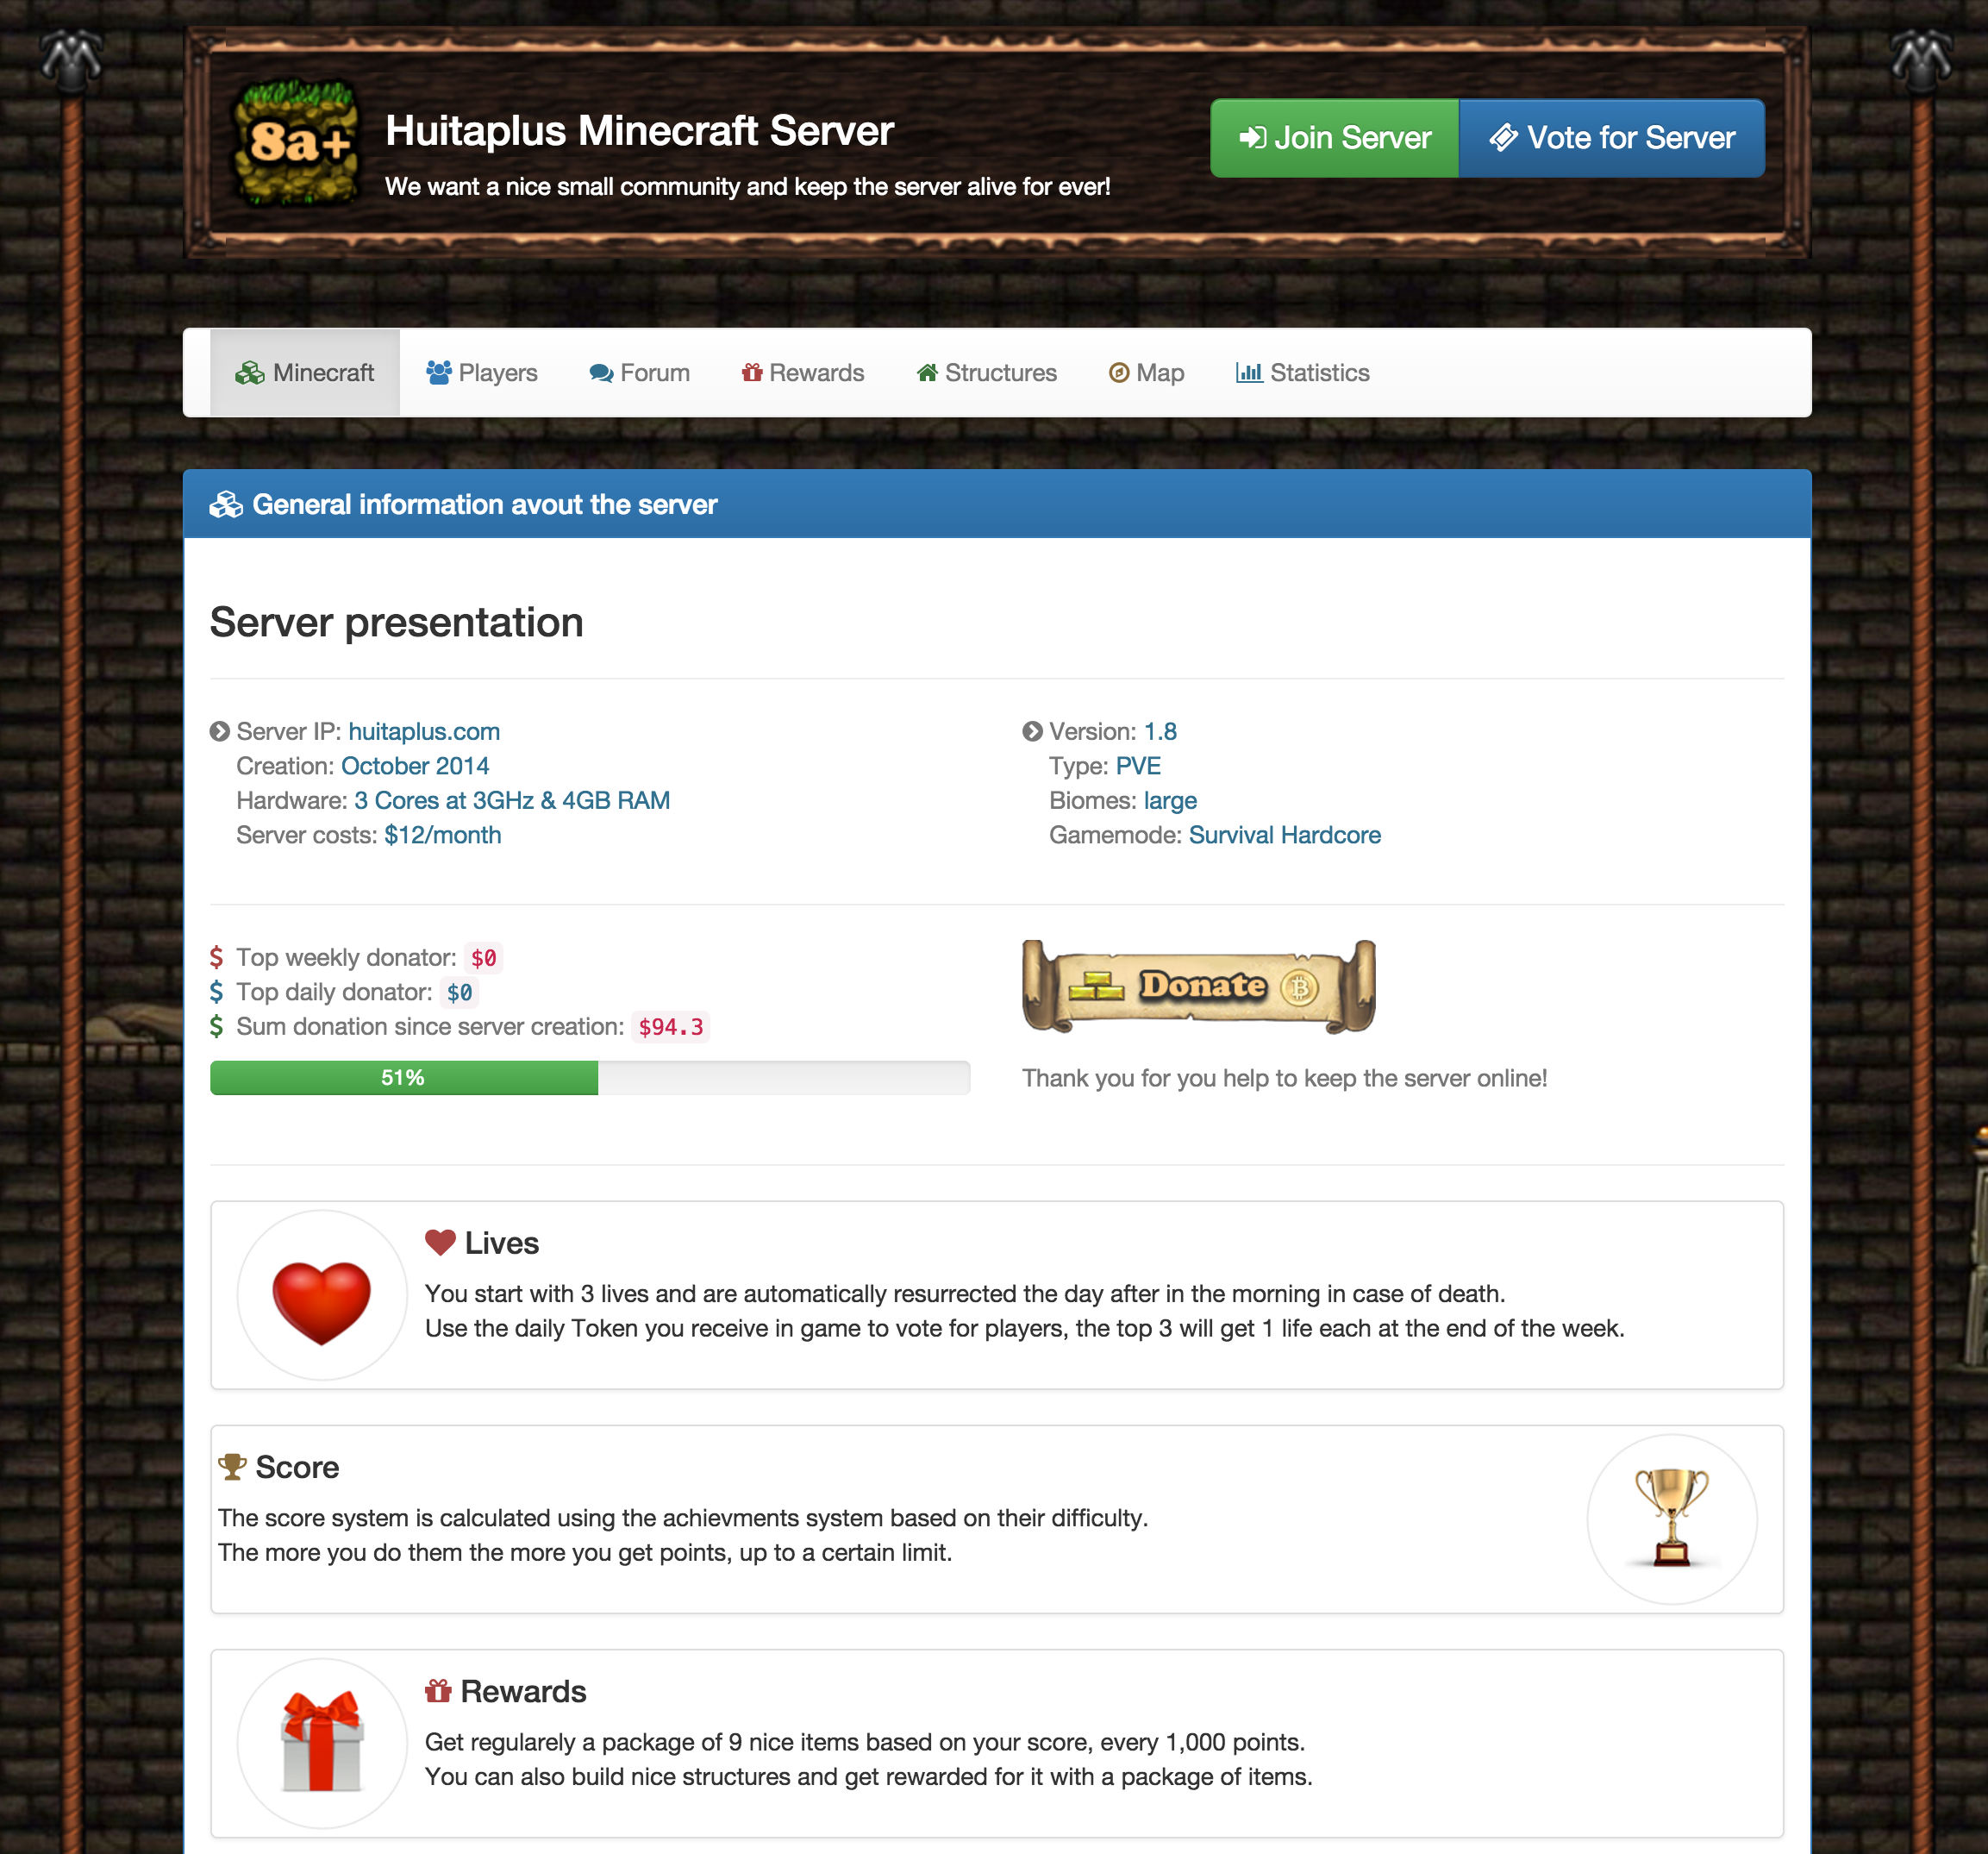 8a+
Huitaplus Minecraft Server
We want a nice small community and keep the server alive for ever!
Join Server
Vote for Server
Minecraft
Players
Forum
Rewards
Structures
Map
Statistics
General information avout the server
Server presentation
Server IP: huitaplus.com
Creation: October 2014
Hardware: 3 Cores at 3GHz & 4GB RAM
Server costs: $12/month
Version: 1.8
Type: PVE
Biomes: large
Gamemode: Survival Hardcore
$ Top weekly donator: $0
$ Top daily donator: $0
$ Sum donation since server creation: $94.3
51%
Donate
Thank you for you help to keep the server online!
Lives
You start with 3 lives and are automatically resurrected the day after in the morning in case of death.
Use the daily Token you receive in game to vote for players, the top 3 will get 1 life each at the end of the week.
Score
The score system is calculated using the achievments system based on their difficulty.
The more you do them the more you get points, up to a certain limit.
Rewards
Get regularely a package of 9 nice items based on your score, every 1,000 points.
You can also build nice structures and get rewarded for it with a package of items.